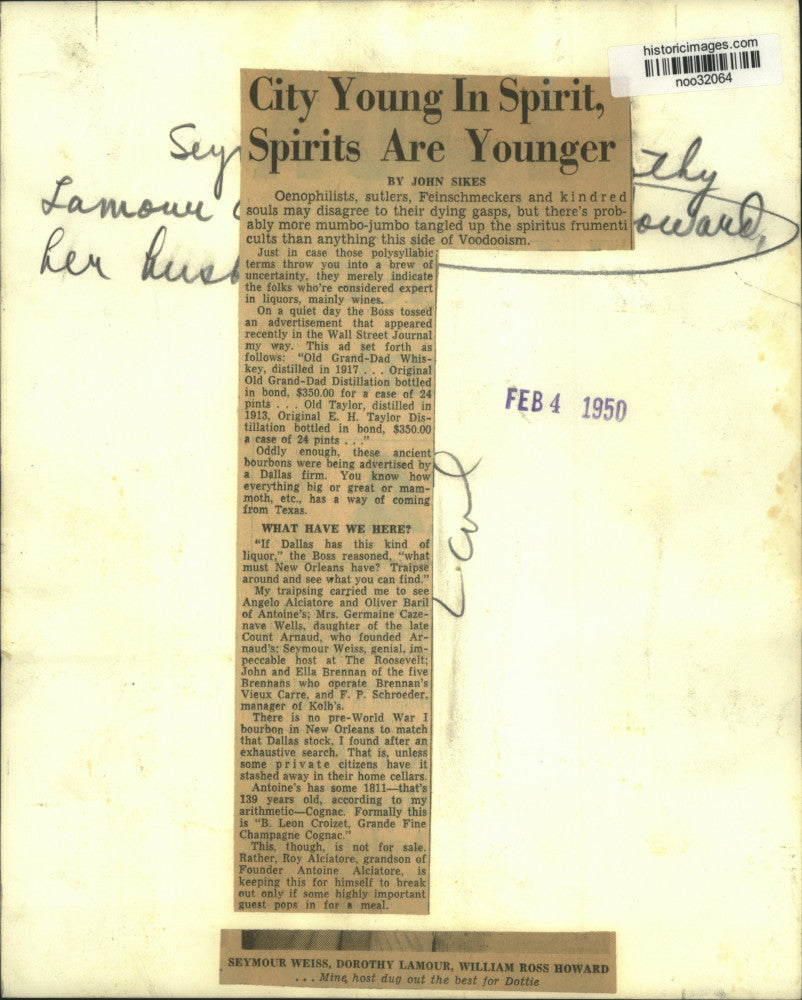 historicimages.com
noo32064
City Young In Spirit,
Spirits Are Younger
BY JOHN SIKES
Oenophilists, sutlers, Feinschmeckers and kindred
souls may disagree to their dying gasps, but there's prob-
ably more mumbo-jumbo tangled up the spiritus frumenti
cults than anything this side of Voodooism.
Just in case those polysyllabic
terms throw you into a brew of
uncertainty, they merely indicate
the folks who're considered expert
in liquors, mainly wines.
On a quiet day the Boss tossed
an advertisement that appeared
recently in the Wall Street Journal
my way. This ad set forth as
follows: "Old Grand-Dad Whis-
key, distilled in 1917 . . . Original
Old Grand-Dad Distillation bottled
in bond, $350.00 for a case of 24
pints . . . Old Taylor, distilled in
1913, Original E. H. Taylor Dis-
tillation bottled in bond, $350.00
a case of 24 pints . . ."
Oddly enough, these ancient
bourbons were being advertised by
a Dallas firm. You know how
everything big or great or mam-
moth, etc., has a way of coming
from Texas.
WHAT HAVE WE HERE?
"If Dallas has this kind of
liquor," the Boss reasoned, "what
must New Orleans have? Traipse
around and see what you can find."
My traipsing carried me to see
Angelo Alciatore and Oliver Baril
of Antoine's; Mrs. Germaine Caze-
nave Wells, daughter of the late
Count Arnaud, who founded Ar-
naud's; Seymour Weiss, genial, im-
peccable host at The Roosevelt;
John and Ella Brennan of the five
Brennans who operate Brennan's
Vieux Carre, and F. P. Schroeder,
manager of Kolb's.
There is no pre-World War I
bourbon in New Orleans to match
that Dallas stock, I found after an
exhaustive search. That is, unless
some private citizens have it
stashed away in their home cellars.
Antoine's has some 1811—that's
139 years old, according to my
arithmetic—Cognac. Formally this
is "B. Leon Croizet, Grande Fine
Champagne Cognac."
This, though, is not for sale.
Rather, Roy Alciatore, grandson of
Founder Antoine Alciatore, is
keeping this for himself to break
out only if some highly important
guest pops in for a meal.
Sey
thy
Lamour
oward,
her hus
FEB 4 1950
SEYMOUR WEISS, DOROTHY LAMOUR, WILLIAM ROSS HOWARD
. . . Mine host dug out the best for Dottie